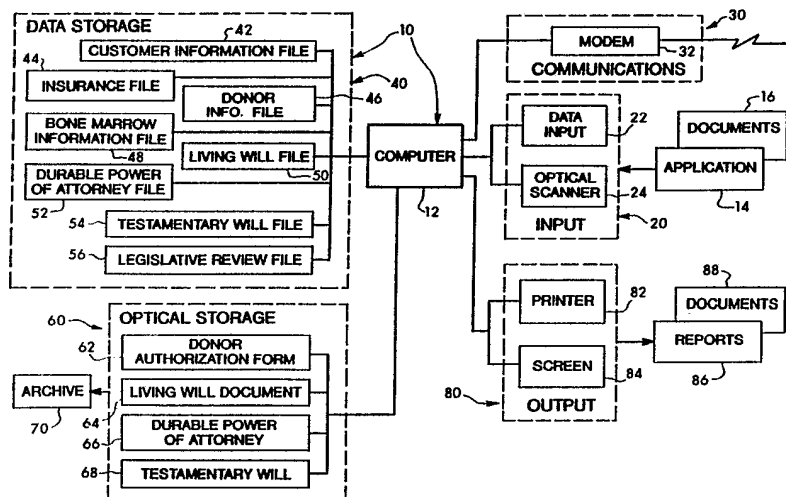 DATA STORAGE
42
CUSTOMER INFORMATION FILE
10
40
44
INSURANCE FILE
DONOR
INFO. FILE
46
BONE MARROW
INFORMATION FILE
48
LIVING WILL FILE
50
DURABLE POWER
OF ATTORNEY FILE
52
54
TESTAMENTARY WILL FILE
56
LEGISLATIVE REVIEW FILE
COMPUTER
12
30
MODEM
32
COMMUNICATIONS
DATA
INPUT
22
OPTICAL
SCANNER
24
INPUT
20
16
DOCUMENTS
APPLICATION
14
60
OPTICAL STORAGE
62
DONOR
AUTHORIZATION FORM
ARCHIVE
70
LIVING WILL DOCUMENT
64
66
DURABLE POWER
OF ATTORNEY
68
TESTAMENTARY WILL
PRINTER
82
SCREEN
84
80
OUTPUT
88
DOCUMENTS
REPORTS
86